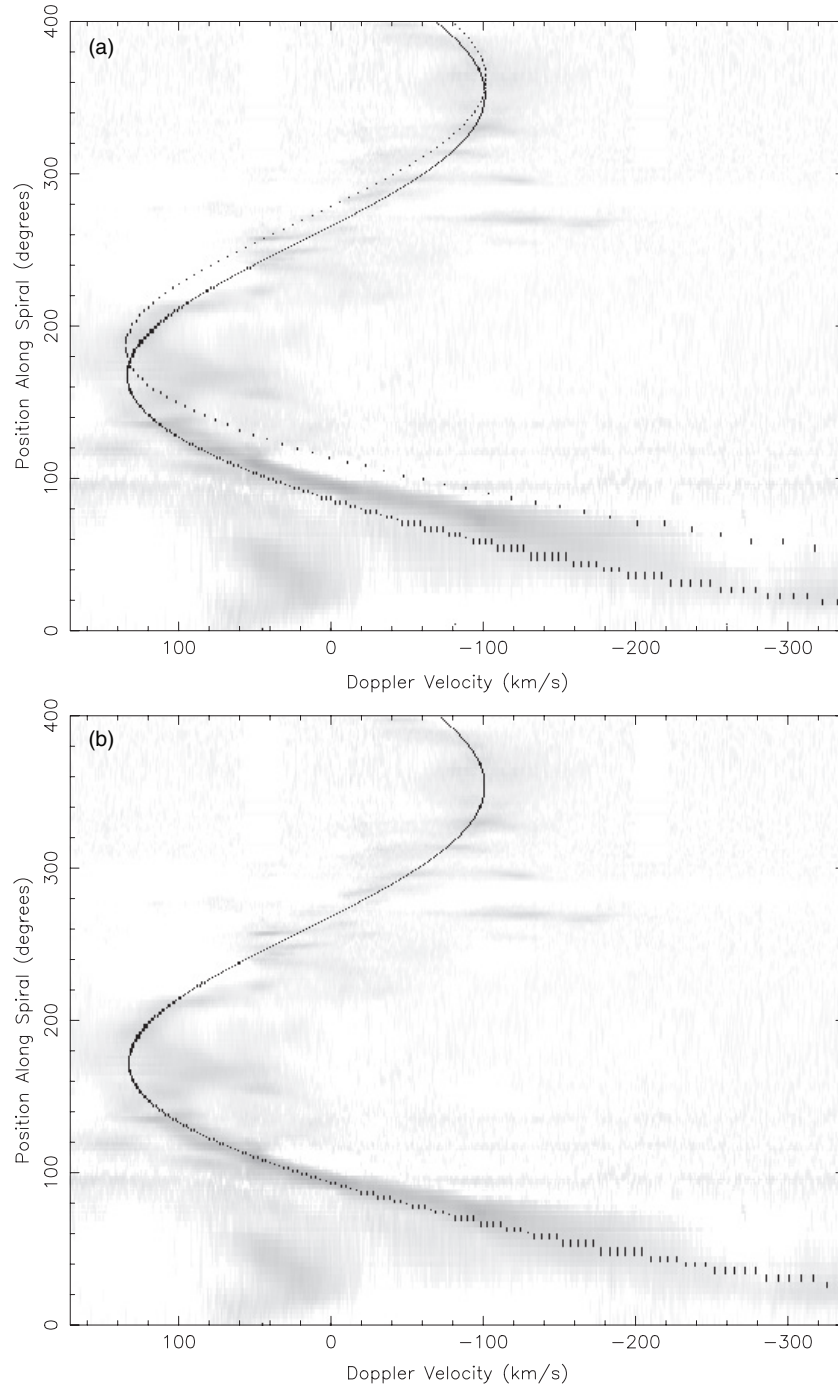 (a)
400
300
200
100
0
Position Along Spiral (degrees)
100 0 −100 −200 −300
Doppler Velocity (km/s)
(b)
400
300
200
100
0
Position Along Spiral (degrees)
100 0 −100 −200 −300
Doppler Velocity (km/s)